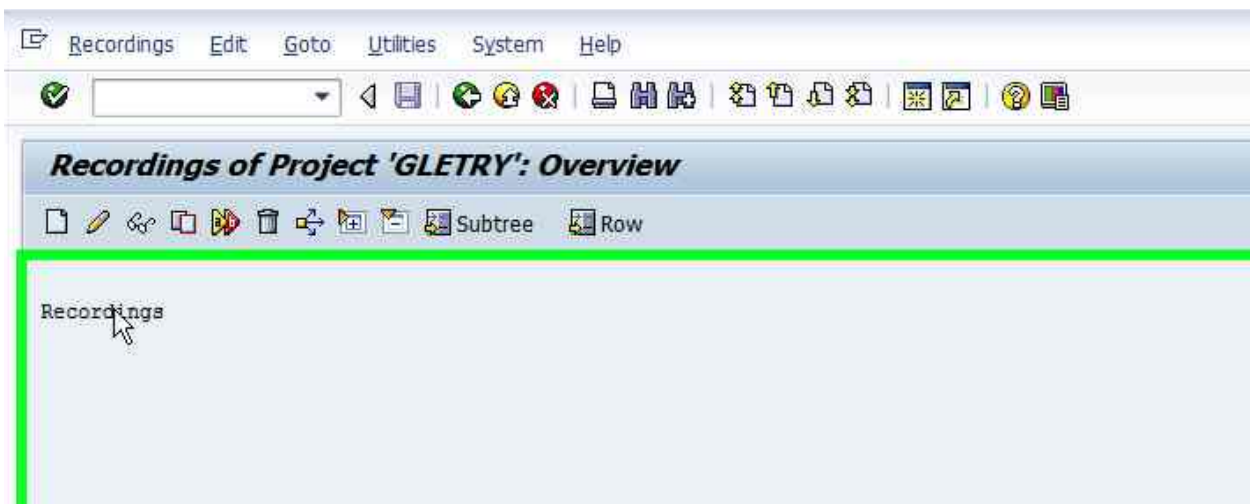 Recordings Edit Goto Utilities System Help
Recordings of Project 'GLETRY': Overview
Subtree Row
Recordings